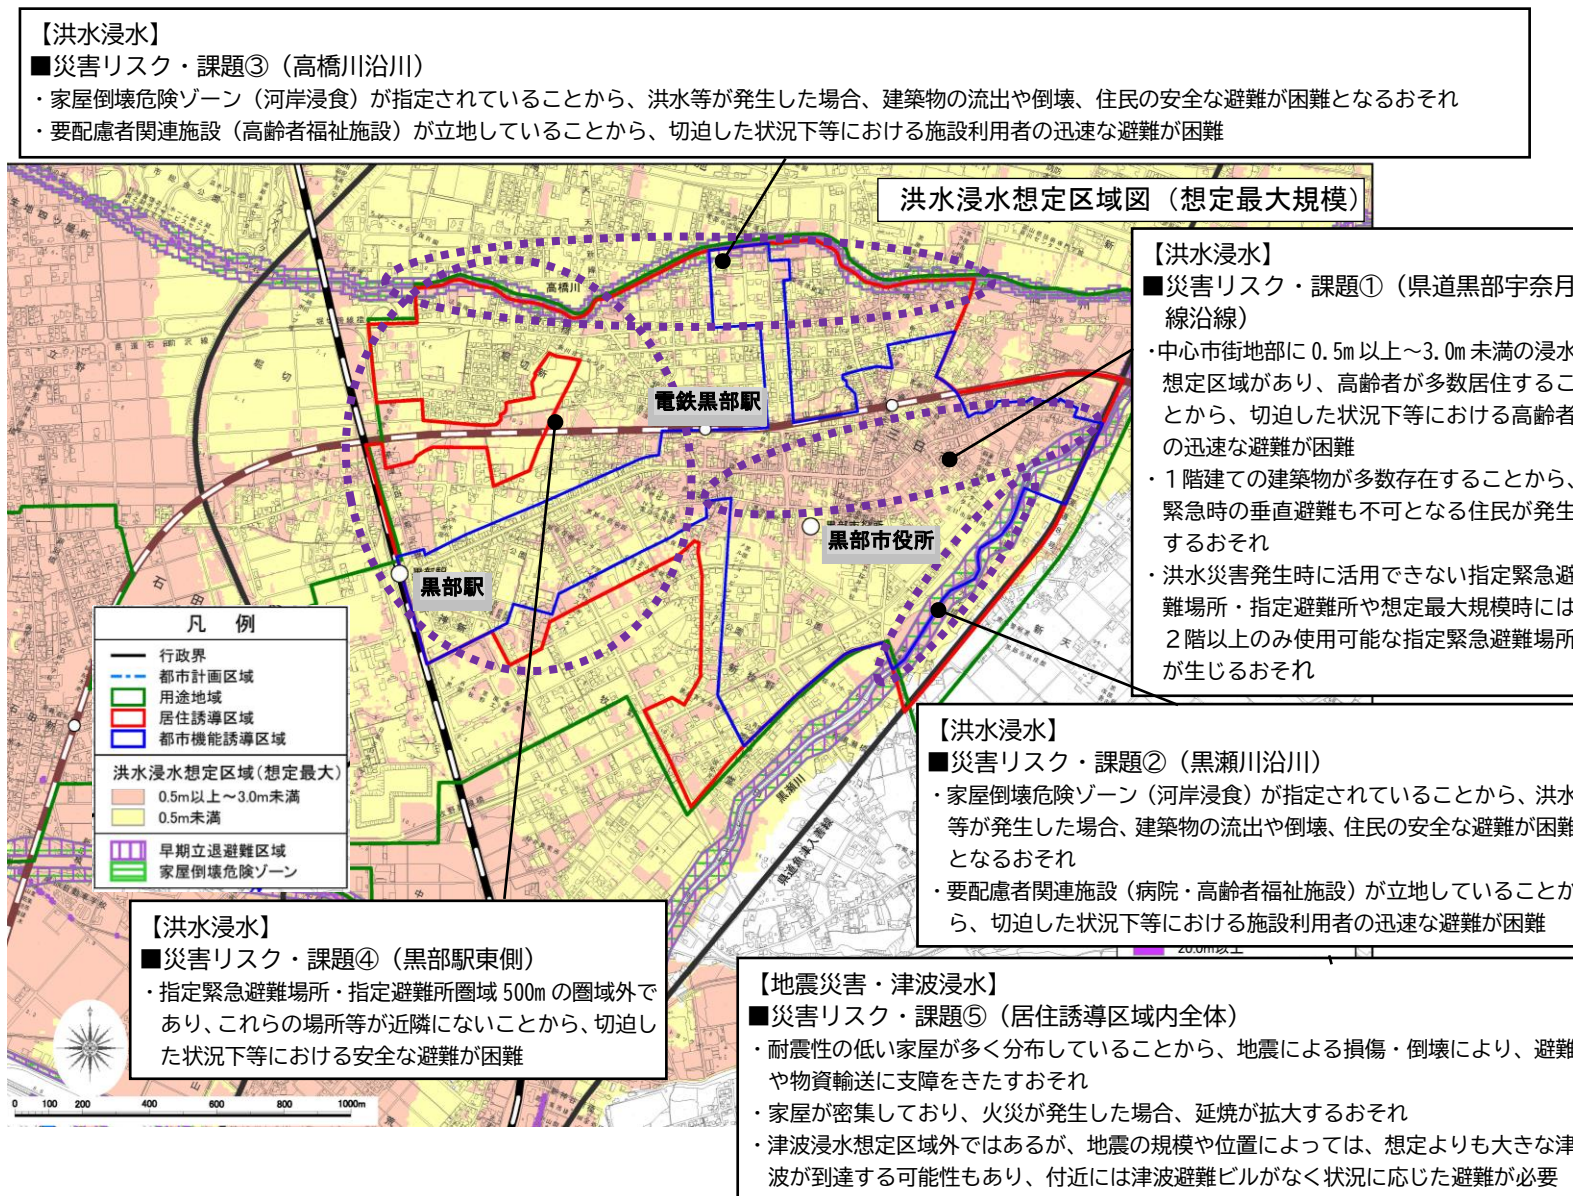 【洪水浸水】
■災害リスク・課題③（高橋川沿川）
・家屋倒壊危険ゾーン（河岸浸食）が指定されていることから、洪水等が発生した場合、建築物の流出や倒壊、住民の安全な避難が困難となるおそれ
・要配慮者関連施設（高齢者福祉施設）が立地していることから、切迫した状況下等における施設利用者の迅速な避難が困難
洪水浸水想定区域図（想定最大規模）
【洪水浸水】
■災害リスク・課題①（県道黒部宇奈月
線沿線）
・中心市街地部に0.5m以上～3.0m未満の浸水
想定区域があり、高齢者が多数居住するこ
とから、切迫した状況下等における高齢者
の迅速な避難が困難
・１階建ての建築物が多数存在することから、
緊急時の垂直避難も不可となる住民が発生
するおそれ
・洪水災害発生時に活用できない指定緊急避
難場所・指定避難所や想定最大規模時には
２階以上のみ使用可能な指定緊急避難場所
が生じるおそれ
高橋川
電鉄黒部駅
黒部市役所
黒部駅
黒瀬川
県道魚津入善線
凡　例
行政界
都市計画区域
用途地域
居住誘導区域
都市機能誘導区域
洪水浸水想定区域(想定最大)
0.5m以上～3.0m未満
0.5m未満
早期立退避難区域
家屋倒壊危険ゾーン
【洪水浸水】
■災害リスク・課題②（黒瀬川沿川）
・家屋倒壊危険ゾーン（河岸浸食）が指定されていることから、洪水
等が発生した場合、建築物の流出や倒壊、住民の安全な避難が困難
となるおそれ
・要配慮者関連施設（病院・高齢者福祉施設）が立地していることか
ら、切迫した状況下等における施設利用者の迅速な避難が困難
20.0m以上
【洪水浸水】
■災害リスク・課題④（黒部駅東側）
・指定緊急避難場所・指定避難所圏域500mの圏域外で
あり、これらの場所等が近隣にないことから、切迫し
た状況下等における安全な避難が困難
0 100 200 400 600 800 1000m
【地震災害・津波浸水】
■災害リスク・課題⑤（居住誘導区域内全体）
・耐震性の低い家屋が多く分布していることから、地震による損傷・倒壊により、避難
や物資輸送に支障をきたすおそれ
・家屋が密集しており、火災が発生した場合、延焼が拡大するおそれ
・津波浸水想定区域外ではあるが、地震の規模や位置によっては、想定よりも大きな津
波が到達する可能性もあり、付近には津波避難ビルがなく状況に応じた避難が必要